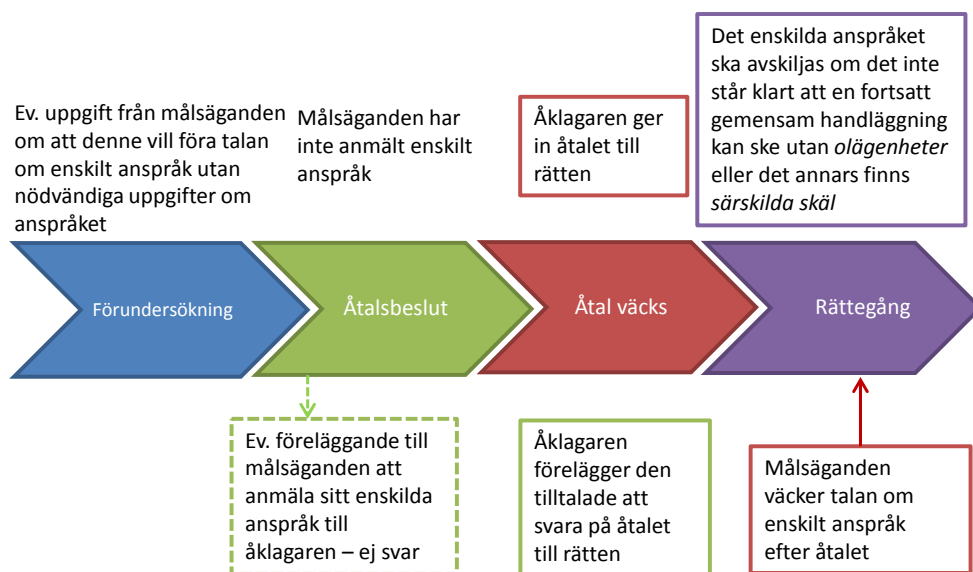 Ev. uppgift från målsäganden
om att denne vill föra talan
om enskilt anspråk utan
nödvändiga uppgifter om
anspråket
Målsäganden har
inte anmält enskilt
anspråk
Åklagaren ger
in åtalet till
rätten
Det enskilda anspråket
ska avskiljas om det inte
står klart att en fortsatt
gemensam handläggning
kan ske utan olägenheter
eller det annars finns
särskilda skäl
Förundersökning
Åtalsbeslut
Åtal väcks
Rättegång
Ev. föreläggande till
målsäganden att
anmäla sitt enskilda
anspråk till
åklagaren – ej svar
Åklagaren
förelägger den
tilltalade att
svara på åtalet
till rätten
Målsäganden
väcker talan om
enskilt anspråk
efter åtalet